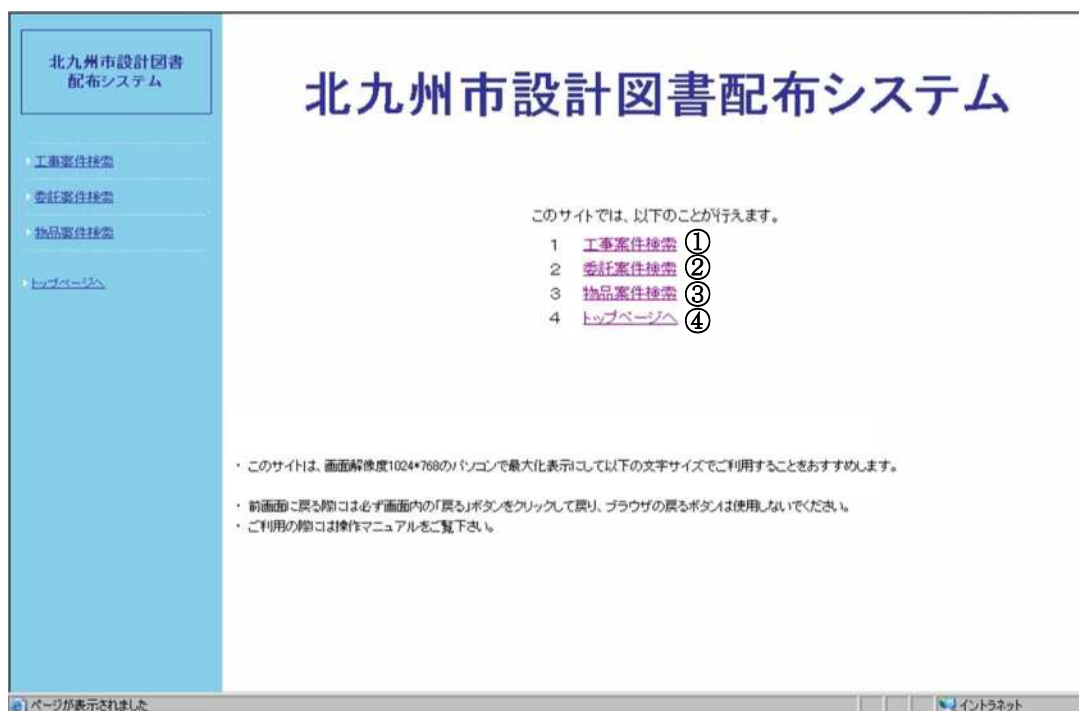 北九州市設計図書
配布システム
工事案件検索
委託案件検索
物品案件検索
トップページへ
北九州市設計図書配布システム
このサイトでは、以下のことが行えます。
1 工事案件検索 ①
2 委託案件検索 ②
3 物品案件検索 ③
4 トップページへ ④
・ このサイトは、画面解像度1024*768のパソコンで最大化表示にして以下の文字サイズでご利用することをおすすめします。
・ 前画面に戻る際には必ず画面内の「戻る」ボタンをクリックして戻り、ブラウザの戻るボタンは使用しないでください。
・ ご利用の際には操作マニュアルをご覧下さい。
ページが表示されました
イントラネット